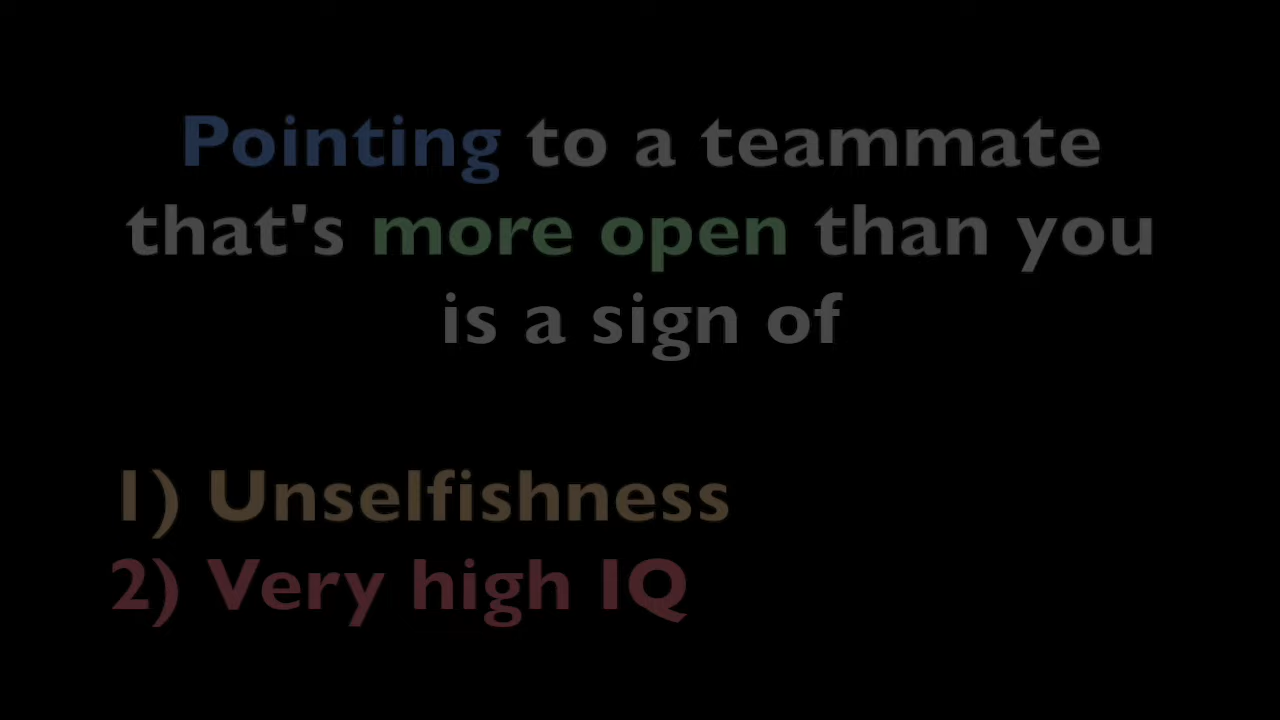 Pointing to a teammate
that's more open than you
is a sign of
1) Unselfishness
2) Very high IQ